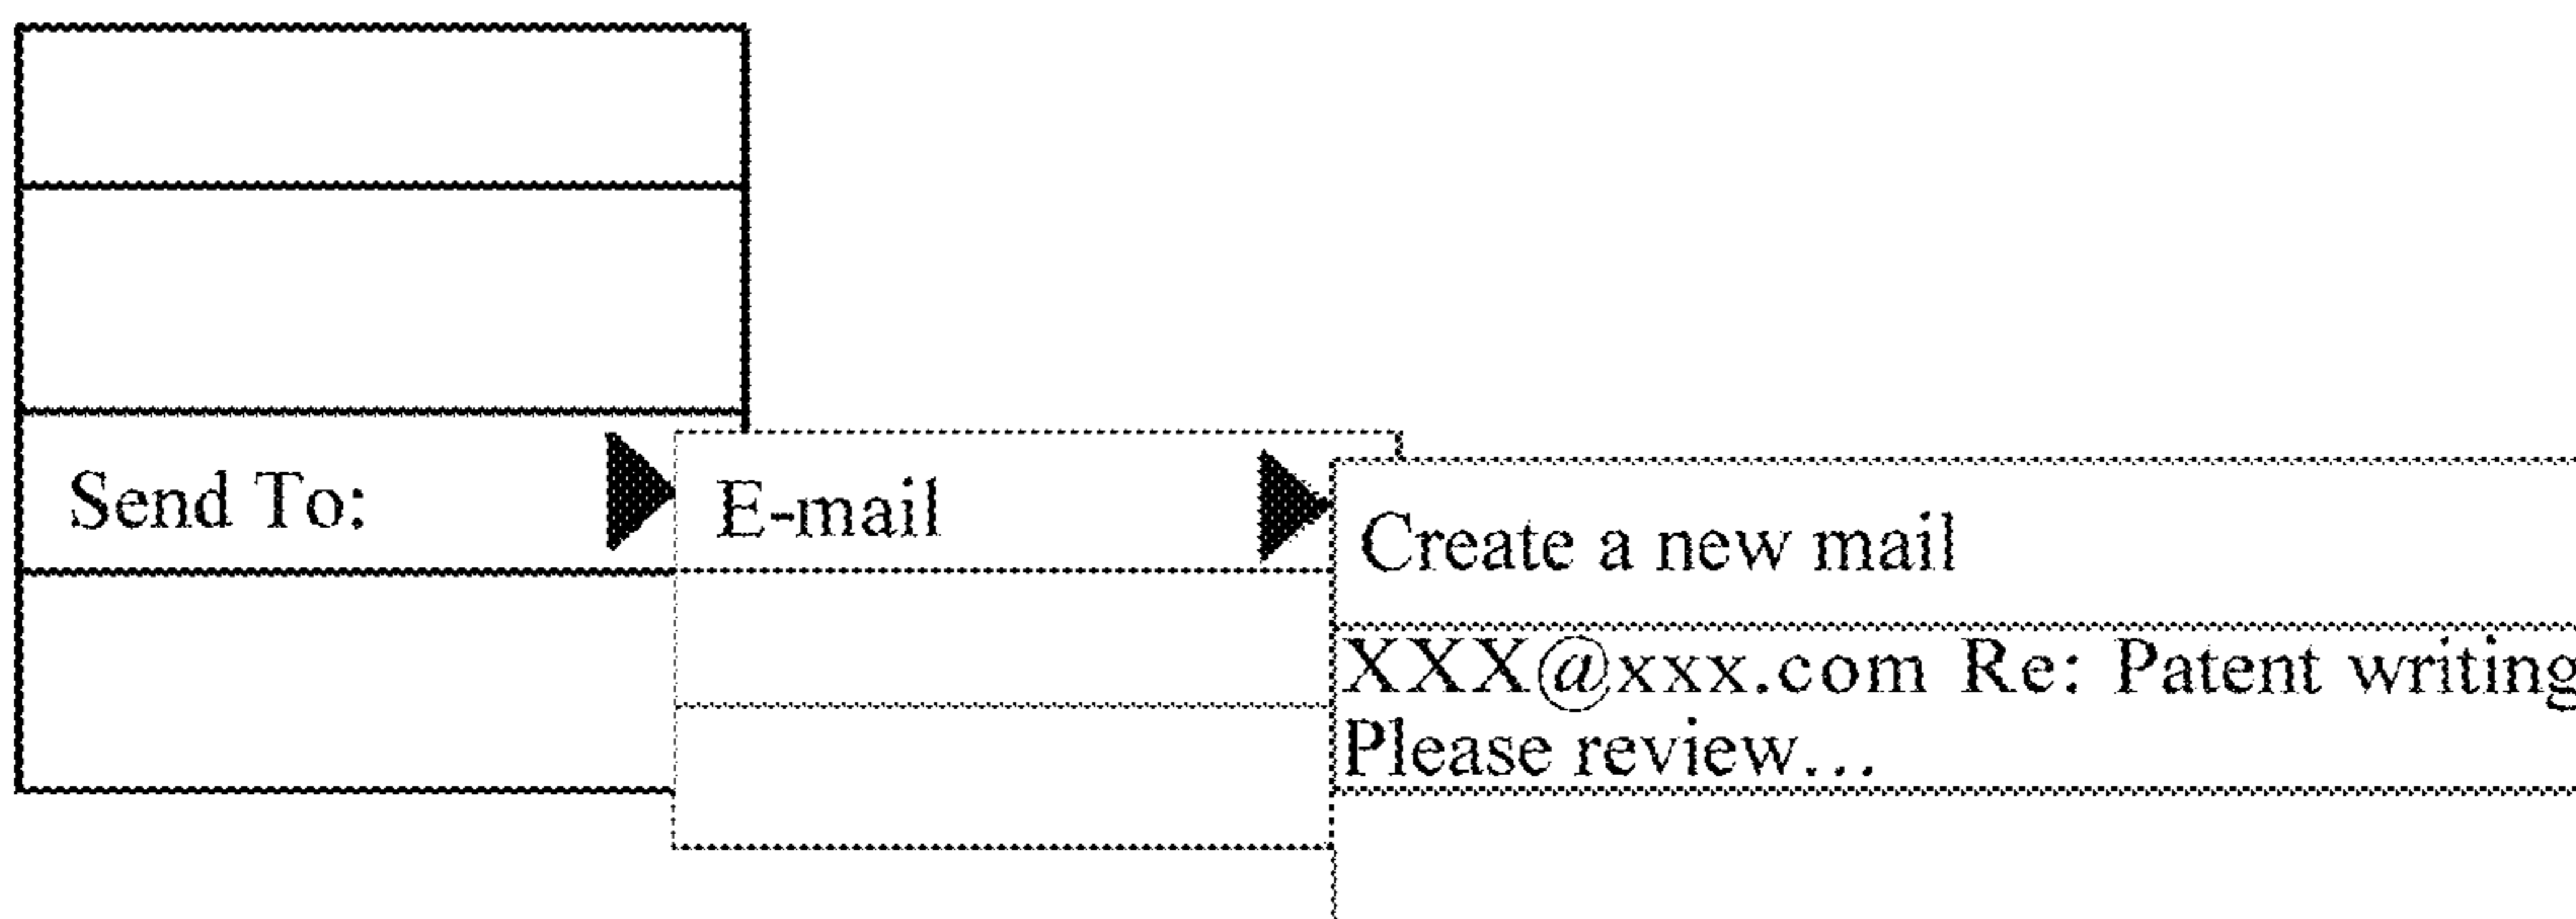 Send To:
E-mail
Create a new mail
XXX@xxx.com Re: Patent writing
Please review...